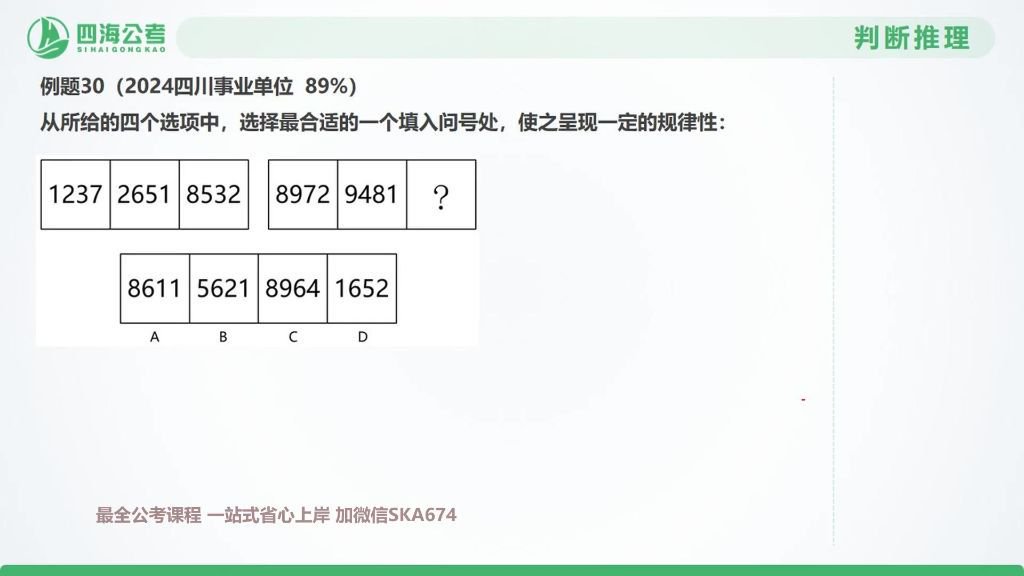 四海公考
SIHAIGONGKAO
判断推理
例题30（2024四川事业单位 89%）
从所给的四个选项中，选择最合适的一个填入问号处，使之呈现一定的规律性：
1237 2651 8532 8972 9481 ？
8611 5621 8964 1652
A B C D
最全公考课程 一站式省心上岸 加微信SKA674